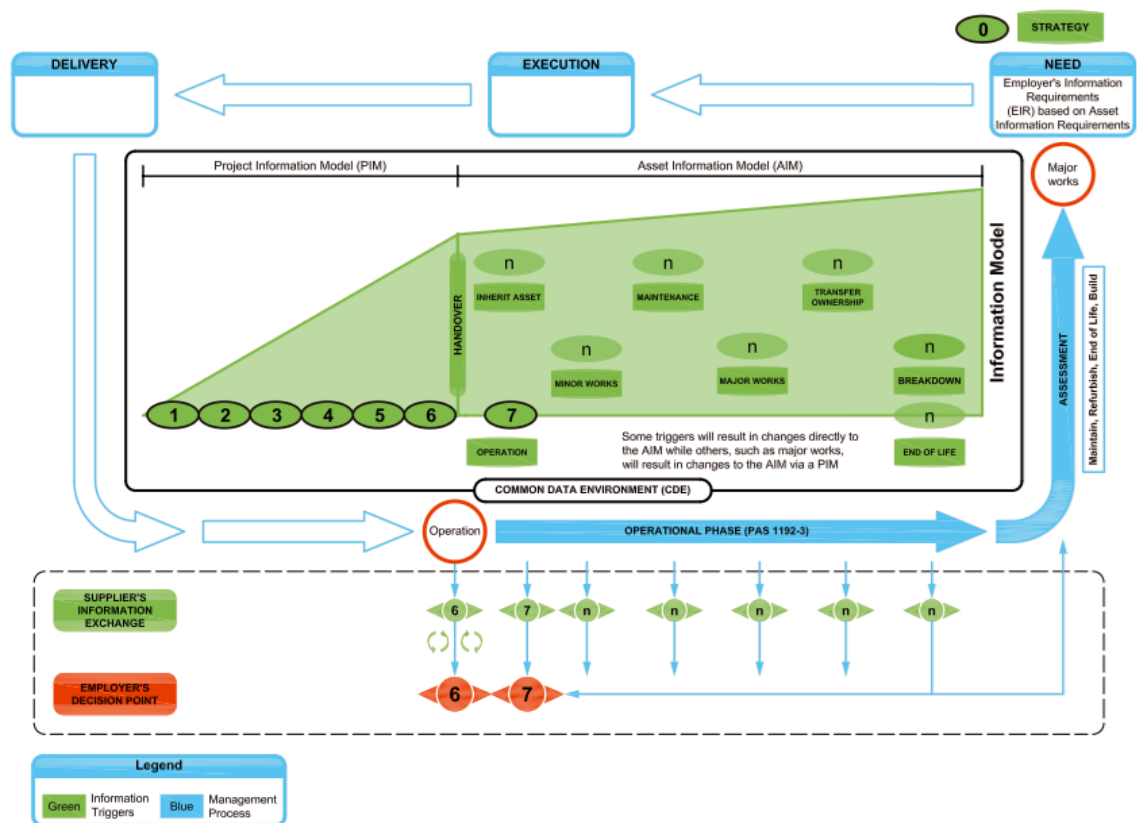 0
STRATEGY
DELIVERY
EXECUTION
NEED
Employer's Information
Requirements
(EIR) based on Asset
Information Requirements
Project Information Model (PIM)
Asset Information Model (AIM)
Major
works
n
n
n
INHERIT ASSET
MAINTENANCE
TRANSFER
OWNERSHIP
HANDOVER
n
n
n
MINOR WORKS
MAJOR WORKS
BREAKDOWN
Information Model
ASSESSMENT
Maintain, Refurbish, End of Life, Build
1
2
3
4
5
6
7
n
OPERATION
Some triggers will result in changes directly to
the AIM while others, such as major works,
will result in changes to the AIM via a PIM
END OF LIFE
COMMON DATA ENVIRONMENT (CDE)
Operation
OPERATIONAL PHASE (PAS 1192-3)
SUPPLIER'S
INFORMATION
EXCHANGE
6
7
n
n
n
n
n
EMPLOYER'S
DECISION POINT
6
7
Legend
Green
Information
Triggers
Blue
Management
Process